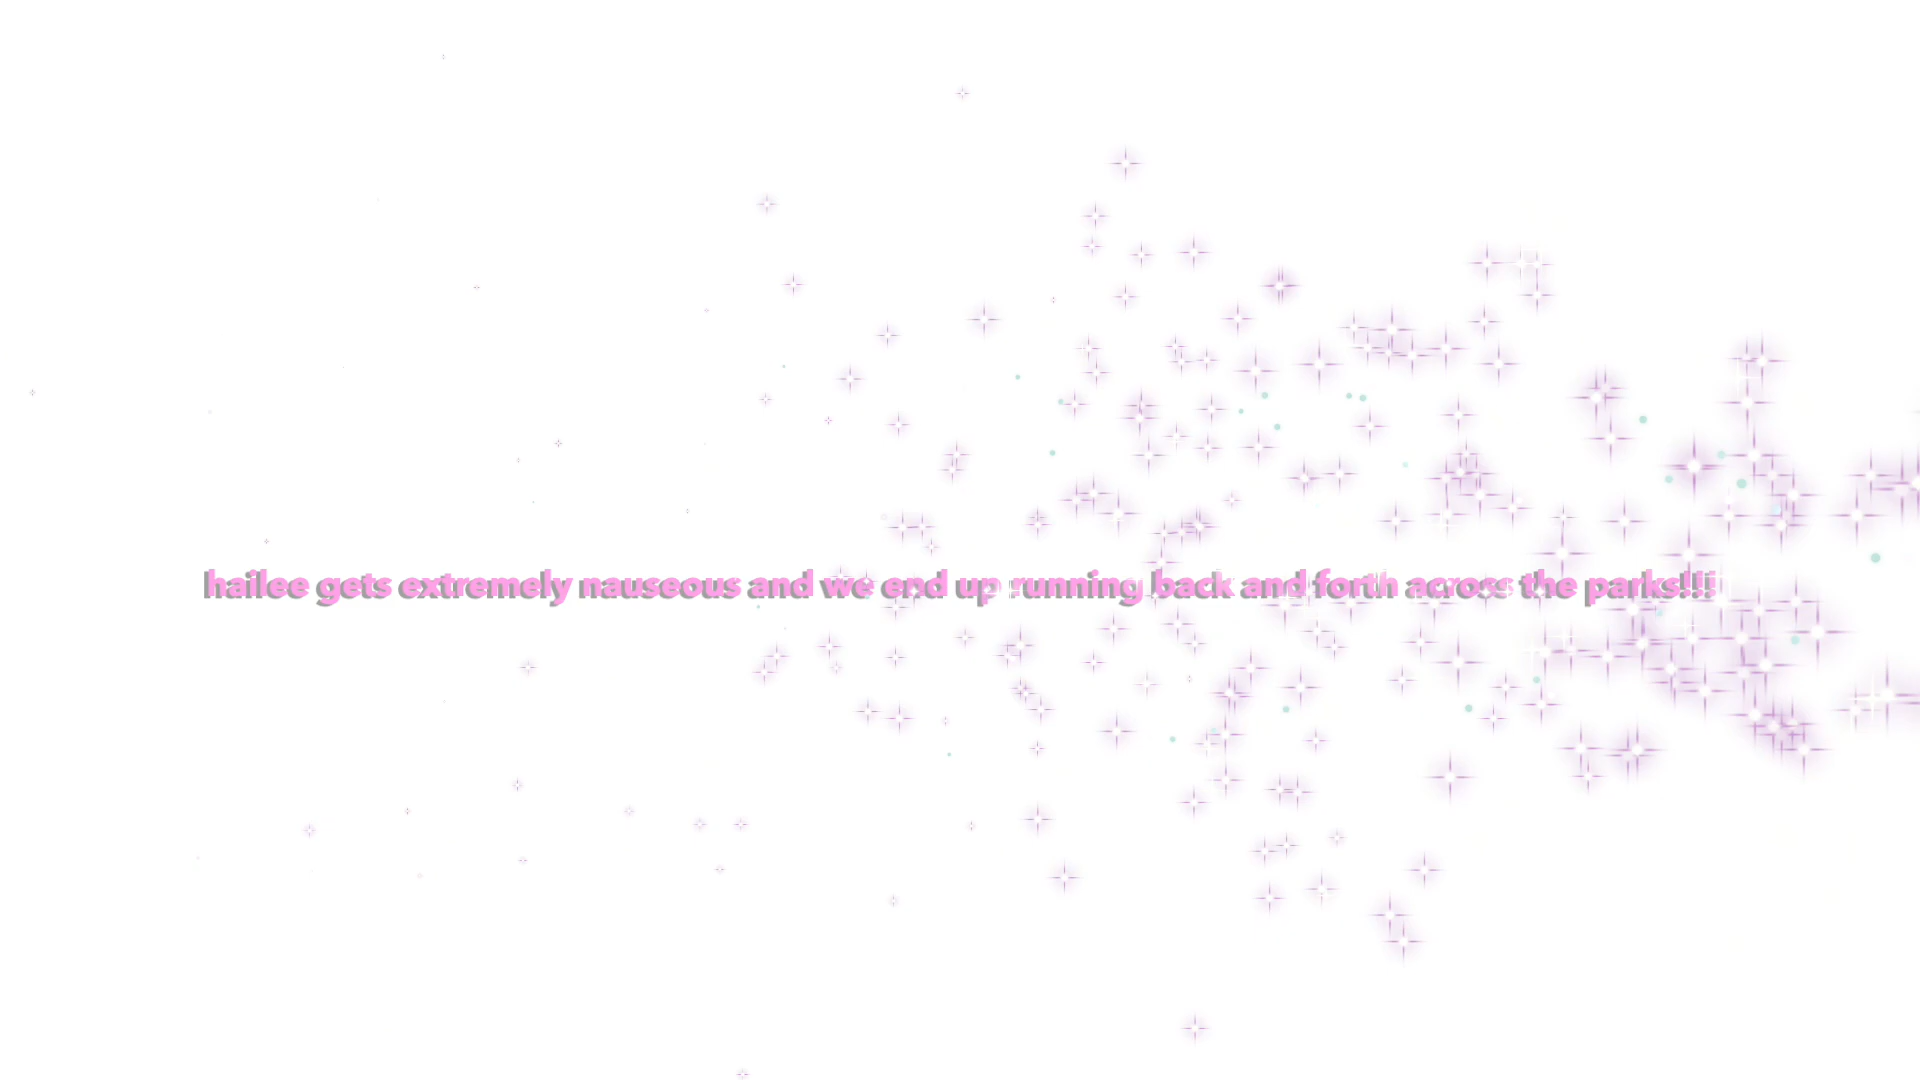 hailee gets extremely nauseous and we end up running back and forth across the parks!!!